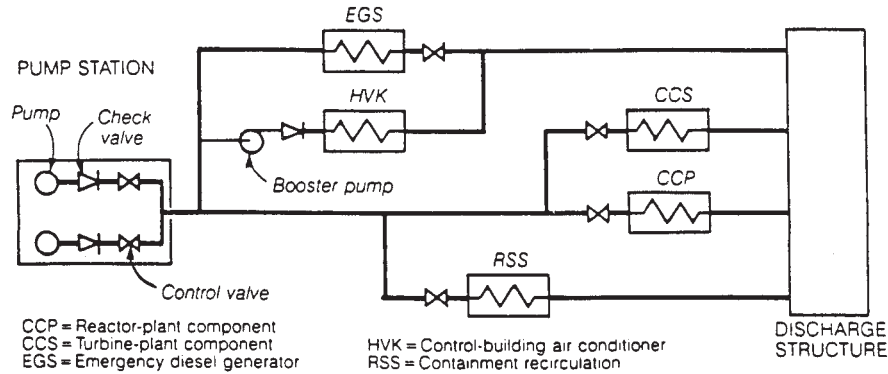 EGS
PUMP STATION
HVK
CCS
Pump
Check
valve
Booster pump
CCP
RSS
Control valve
CCP = Reactor-plant component
CCS = Turbine-plant component
EGS = Emergency diesel generator
HVK = Control-building air conditioner
RSS = Containment recirculation
DISCHARGE
STRUCTURE